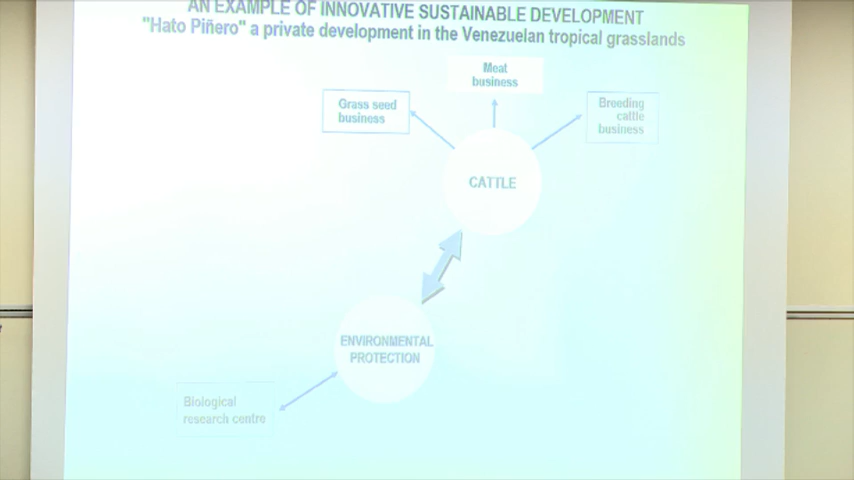 AN EXAMPLE OF INNOVATIVE SUSTAINABLE DEVELOPMENT
"Hato Piñero" a private development in the Venezuelan tropical grasslands
Meat
business
Grass seed
business
Breeding
cattle
business
CATTLE
ENVIRONMENTAL
PROTECTION
Biological
research centre